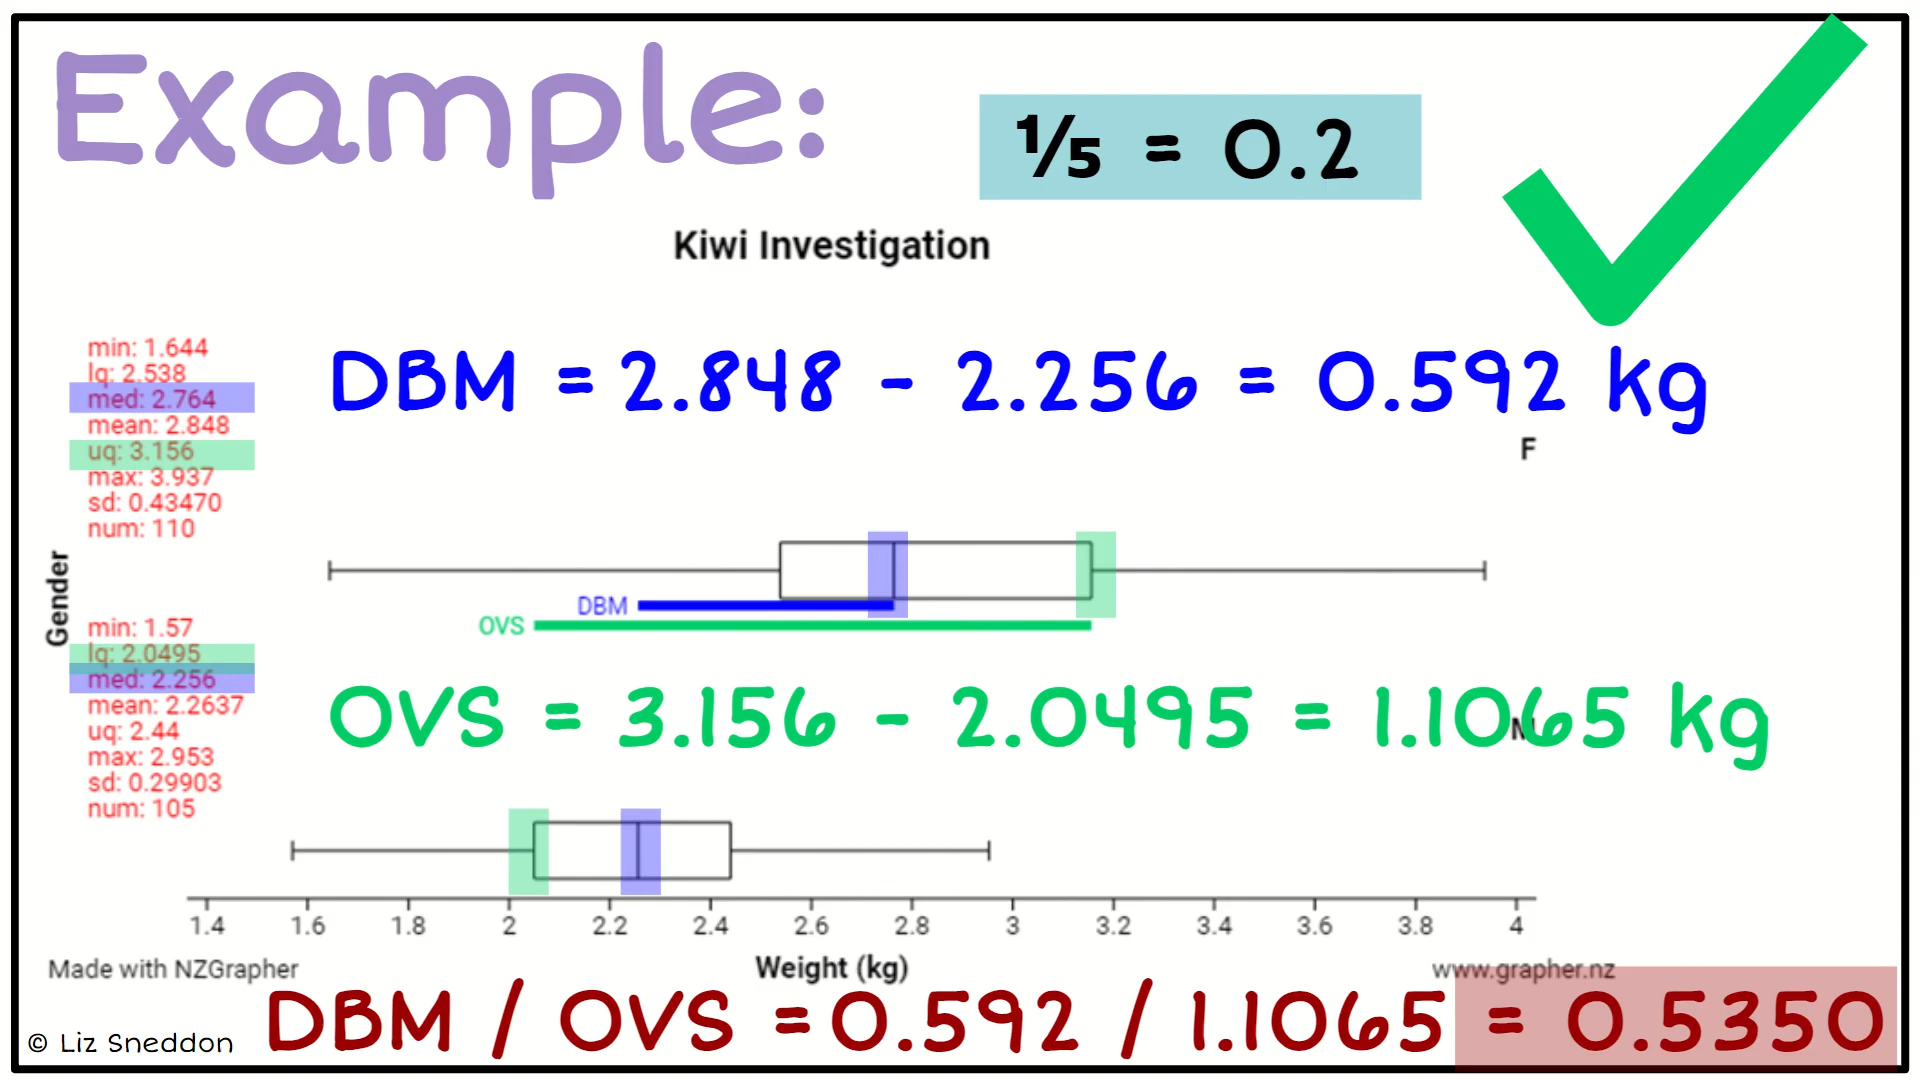 Example:
⅕ = 0.2
Kiwi Investigation
min: 1.644
lq: 2.538
med: 2.764
mean: 2.848
uq: 3.156
max: 3.937
sd: 0.43470
num: 110
DBM = 2.848 - 2.256 = 0.592 kg
F
DBM
OVS
Gender
min: 1.57
lq: 2.0495
med: 2.256
mean: 2.2637
uq: 2.44
max: 2.953
sd: 0.29903
num: 105
OVS = 3.156 - 2.0495 = 1.1065 kg
M
1.4 1.6 1.8 2 2.2 2.4 2.6 2.8 3 3.2 3.4 3.6 3.8 4
Made with NZGrapher
Weight (kg)
www.grapher.nz
DBM / OVS = 0.592 / 1.1065 = 0.5350
© Liz Sneddon